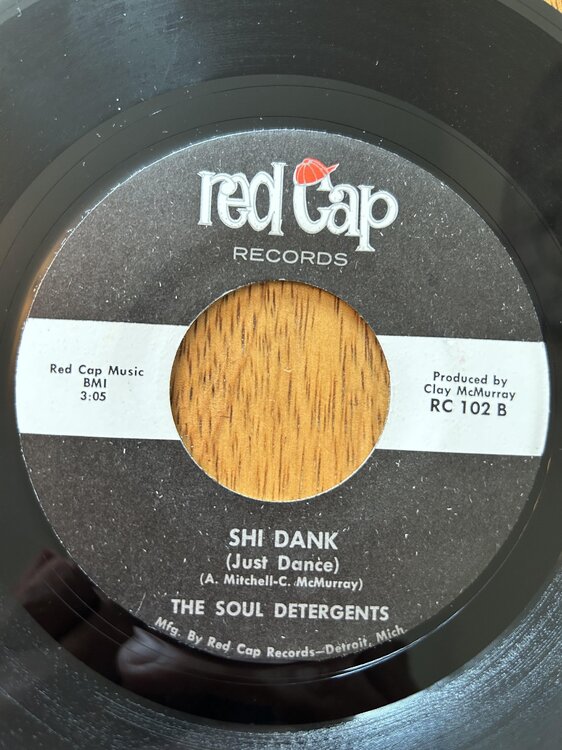 red Cap
RECORDS
Red Cap Music
BMI
3:05
Produced by
Clay McMurray
RC 102 B
SHI DANK
(Just Dance)
(A. Mitchell-C. McMurray)
THE SOUL DETERGENTS
Mfg. By Red Cap Records—Detroit, Mich.